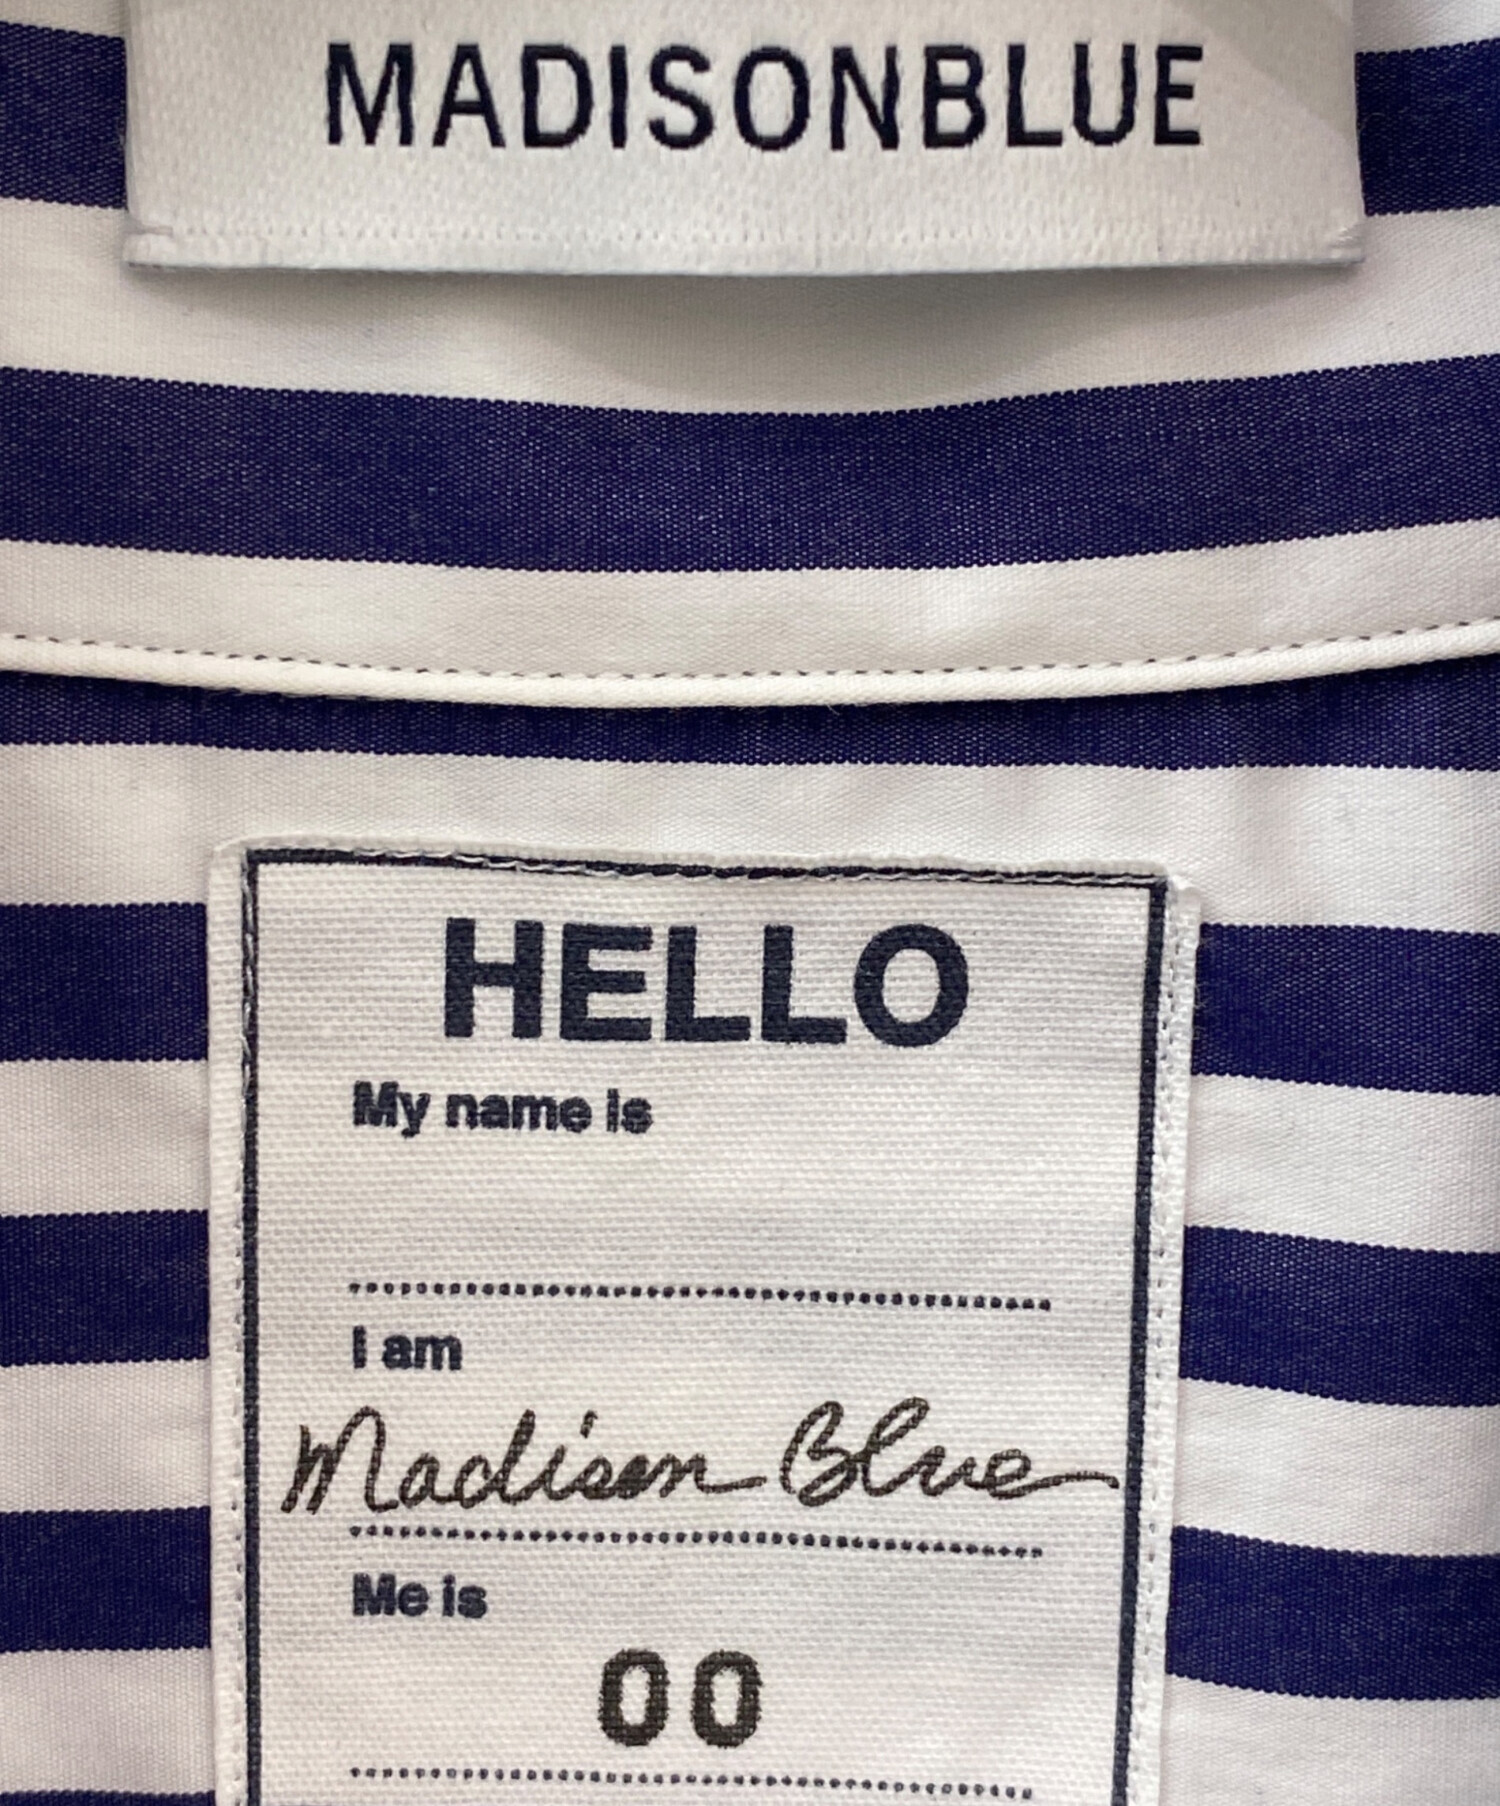 MADISONBLUE
HELLO
My name is
I am
Madison Blue
Me is
00